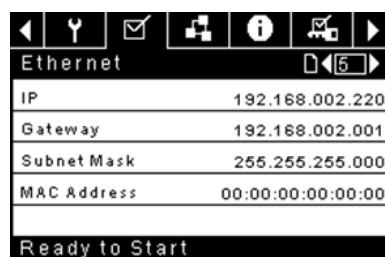 Ethernet 5
IP 192.168.002.220
Gateway 192.168.002.001
Subnet Mask 255.255.255.000
MAC Address 00:00:00:00:00:00
Ready to Start